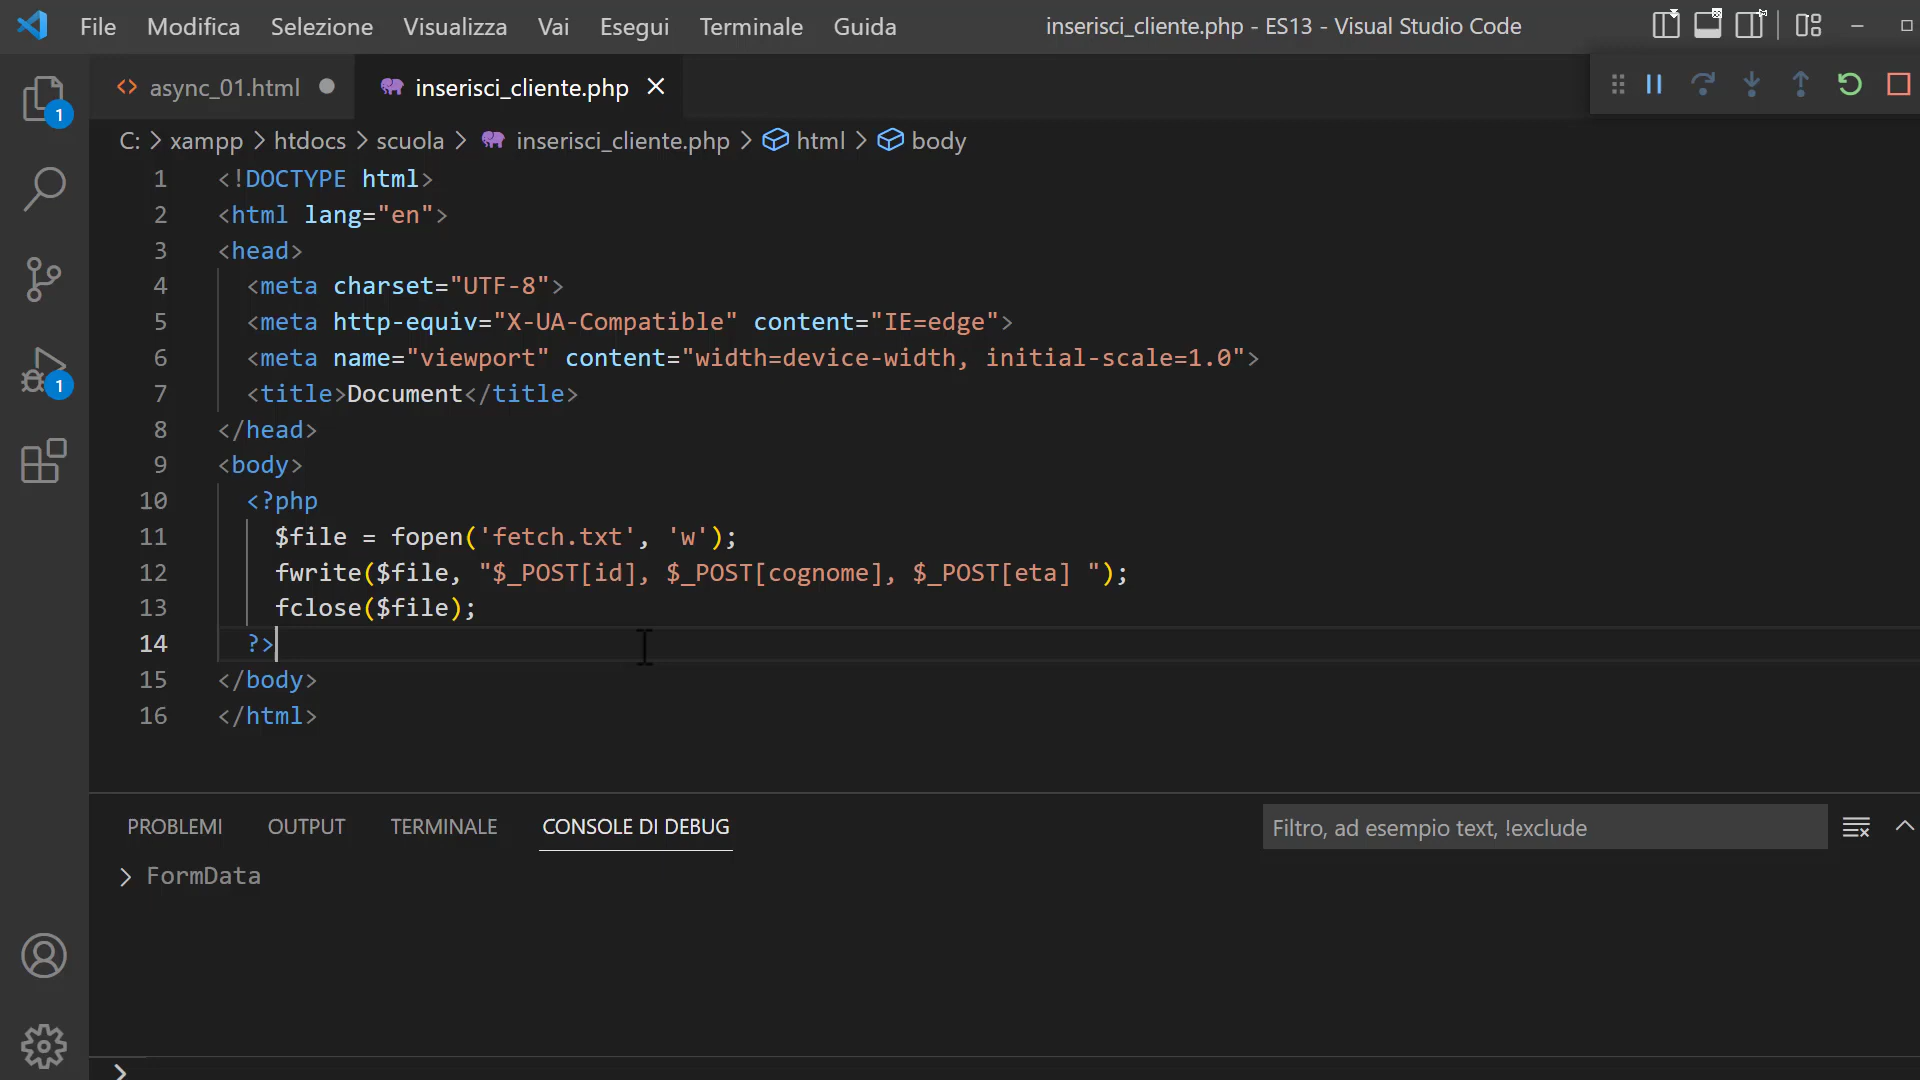 File Modifica Selezione Visualizza Vai Esegui Terminale Guida inserisci_cliente.php - ES13 - Visual Studio Code
async_01.html inserisci_cliente.php
C: > xampp > htdocs > scuola > inserisci_cliente.php > html > body
1 <!DOCTYPE html>
2 <html lang="en">
3 <head>
4 <meta charset="UTF-8">
5 <meta http-equiv="X-UA-Compatible" content="IE=edge">
6 <meta name="viewport" content="width=device-width, initial-scale=1.0">
7 <title>Document</title>
8 </head>
9 <body>
10 <?php
11 $file = fopen('fetch.txt', 'w');
12 fwrite($file, "$_POST[id], $_POST[cognome], $_POST[eta] ");
13 fclose($file);
14 ?>
15 </body>
16 </html>
1
1
PROBLEMI OUTPUT TERMINALE CONSOLE DI DEBUG Filtro, ad esempio text, !exclude
> FormData
>